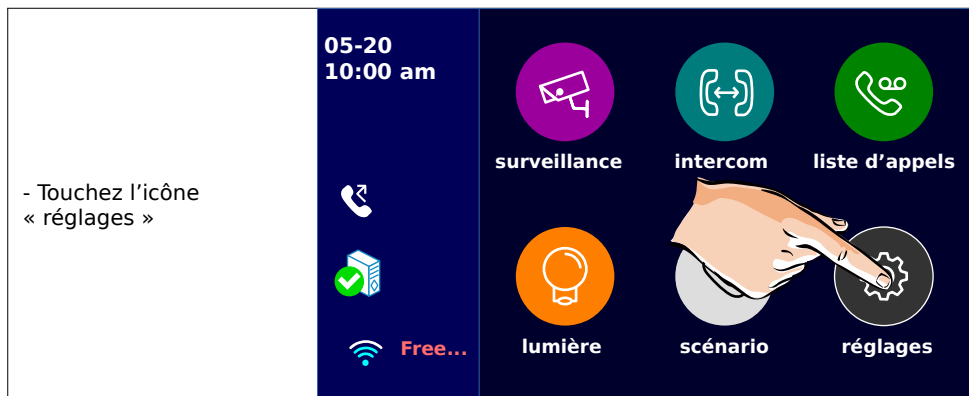 - Touchez l’icône
« réglages »
05-20
10:00 am
Free...
surveillance
intercom
liste d’appels
lumière
scénario
réglages